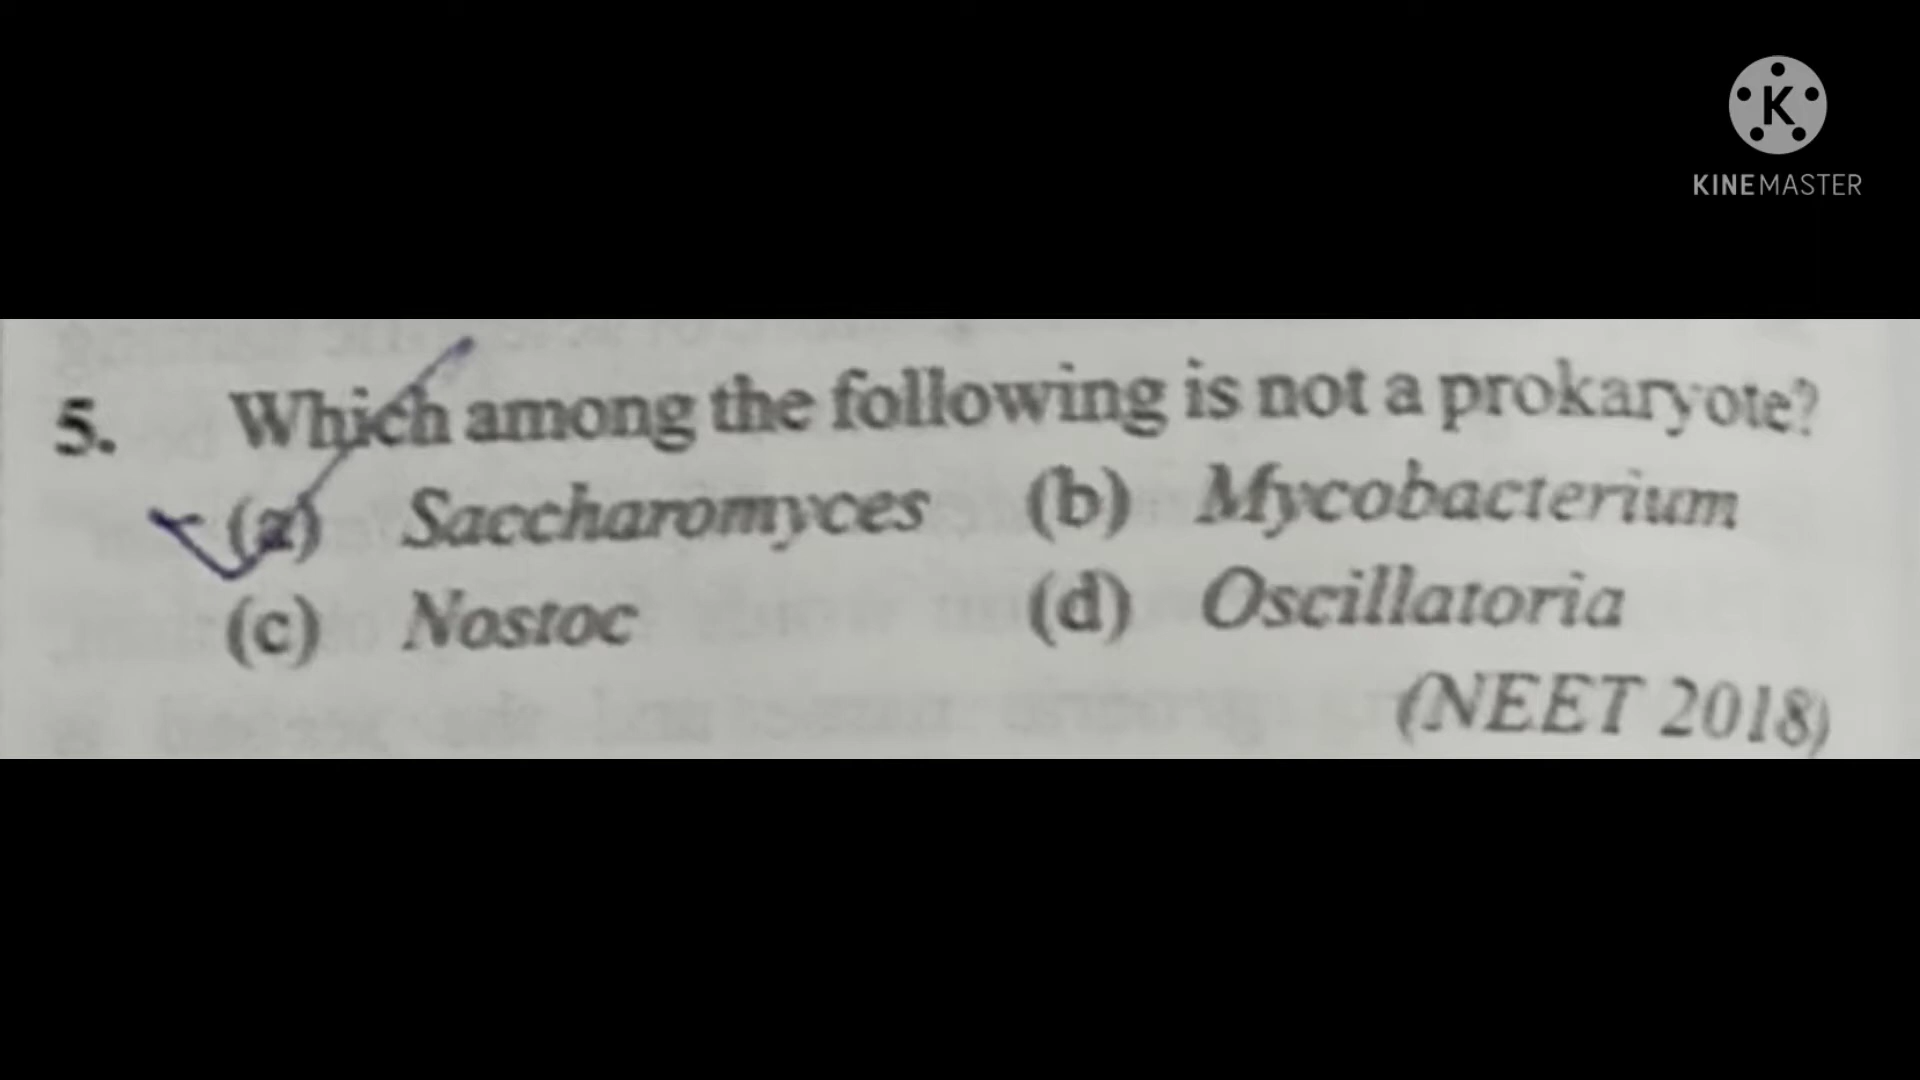 K
KINEMASTER
5. Which among the following is not a prokaryote?
(a) Saccharomyces (b) Mycobacterium
(c) Nostoc (d) Oscillatoria
(NEET 2018)